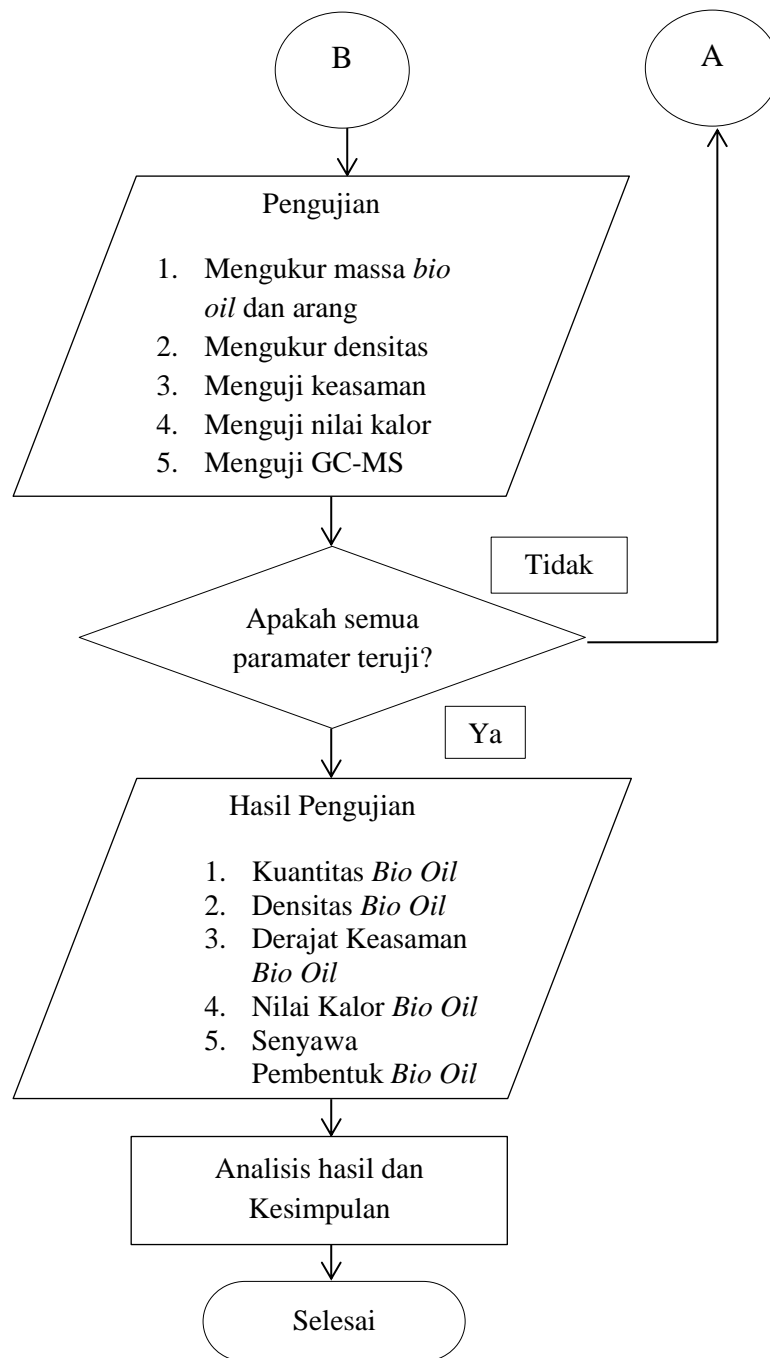 B
A
Pengujian
1. Mengukur massa bio
oil dan arang
2. Mengukur densitas
3. Menguji keasaman
4. Menguji nilai kalor
5. Menguji GC-MS
Tidak
Apakah semua
paramater teruji?
Ya
Hasil Pengujian
1. Kuantitas Bio Oil
2. Densitas Bio Oil
3. Derajat Keasaman
Bio Oil
4. Nilai Kalor Bio Oil
5. Senyawa
Pembentuk Bio Oil
Analisis hasil dan
Kesimpulan
Selesai